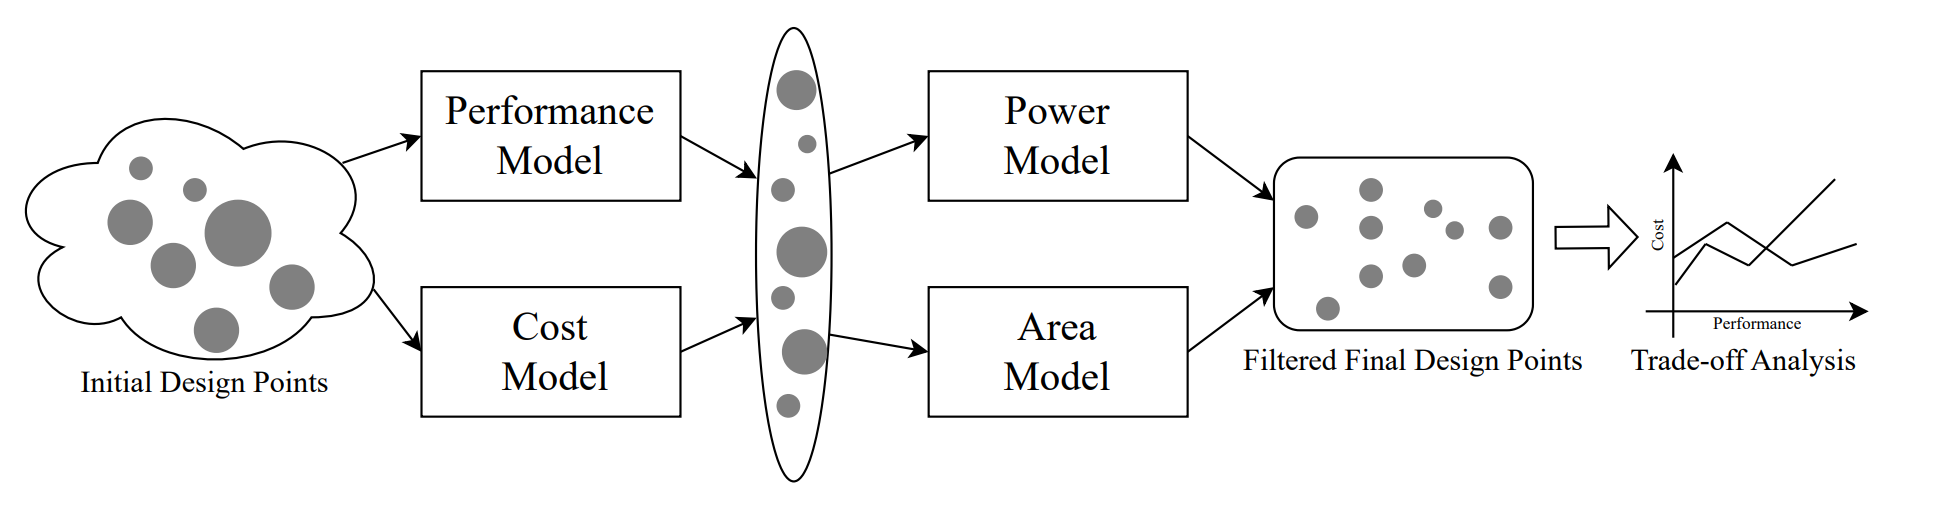 Performance
Model
Cost
Model
Initial Design Points
Power
Model
Area
Model
Filtered Final Design Points
Cost
Performance
Trade-off Analysis